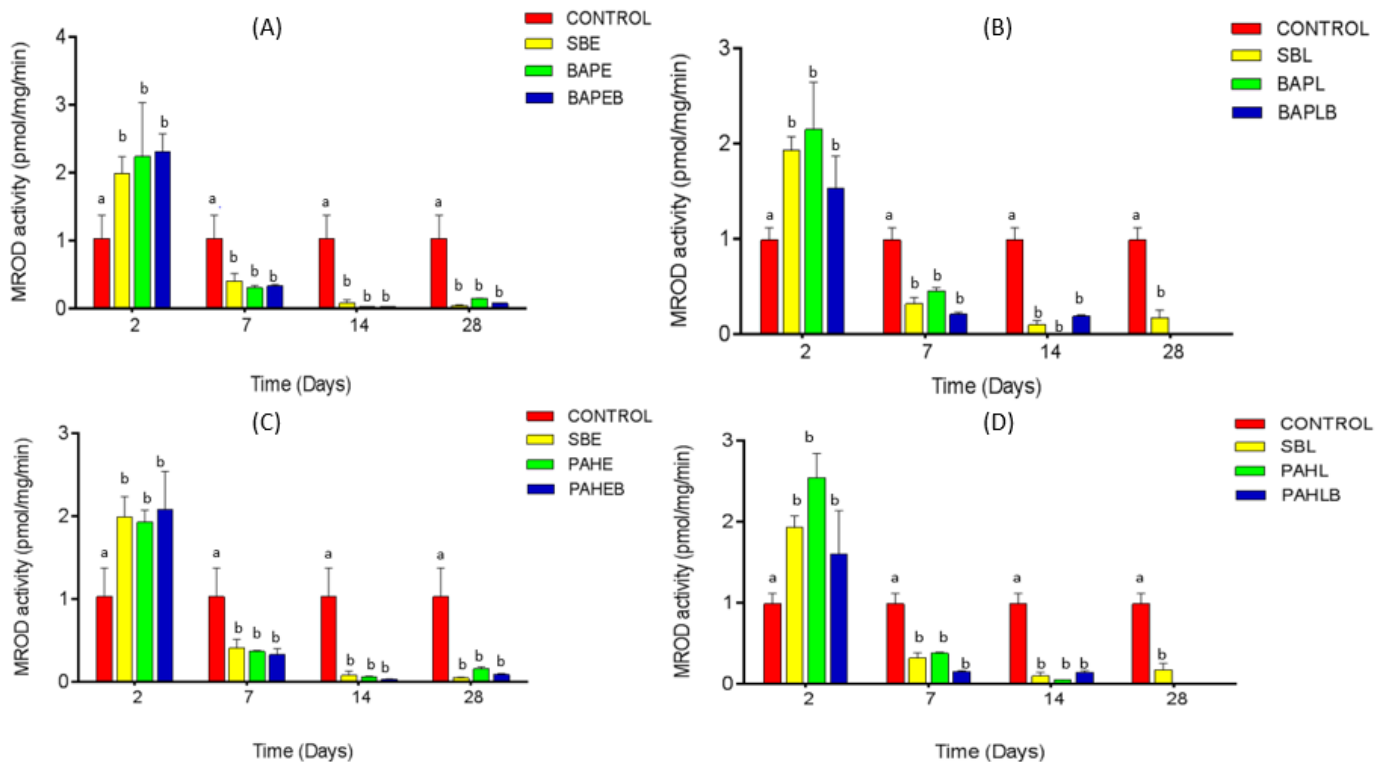 (A)
CONTROL
SBE
BAPE
BAPEB
MROD activity (pmol/mg/min)
4
3
2
1
0
a b b b
a b b b
a b b b
a b b b
2 7 14 28
Time (Days)
(B)
CONTROL
SBL
BAPL
BAPLB
MROD activity (pmol/mg/min)
3
2
1
0
a b b b
a b b b
a b b b
a b
2 7 14 28
Time (Days)
(C)
CONTROL
SBE
PAHE
PAHEB
MROD activity (pmol/mg/min)
3
2
1
0
a b b b
a b b b
a b b b
a b b b
2 7 14 28
Time (Days)
(D)
CONTROL
SBL
PAHL
PAHLB
MROD activity (pmol/mg/min)
3
2
1
0
a b b b
a b b b
a b b b
a b
2 7 14 28
Time (Days)